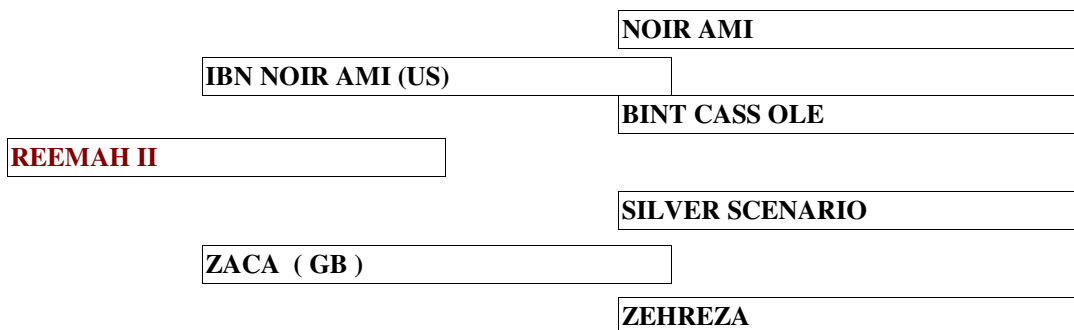 NOIR AMI
IBN NOIR AMI (US)
BINT CASS OLE
REEMAH II
SILVER SCENARIO
ZACA ( GB )
ZEHREZA